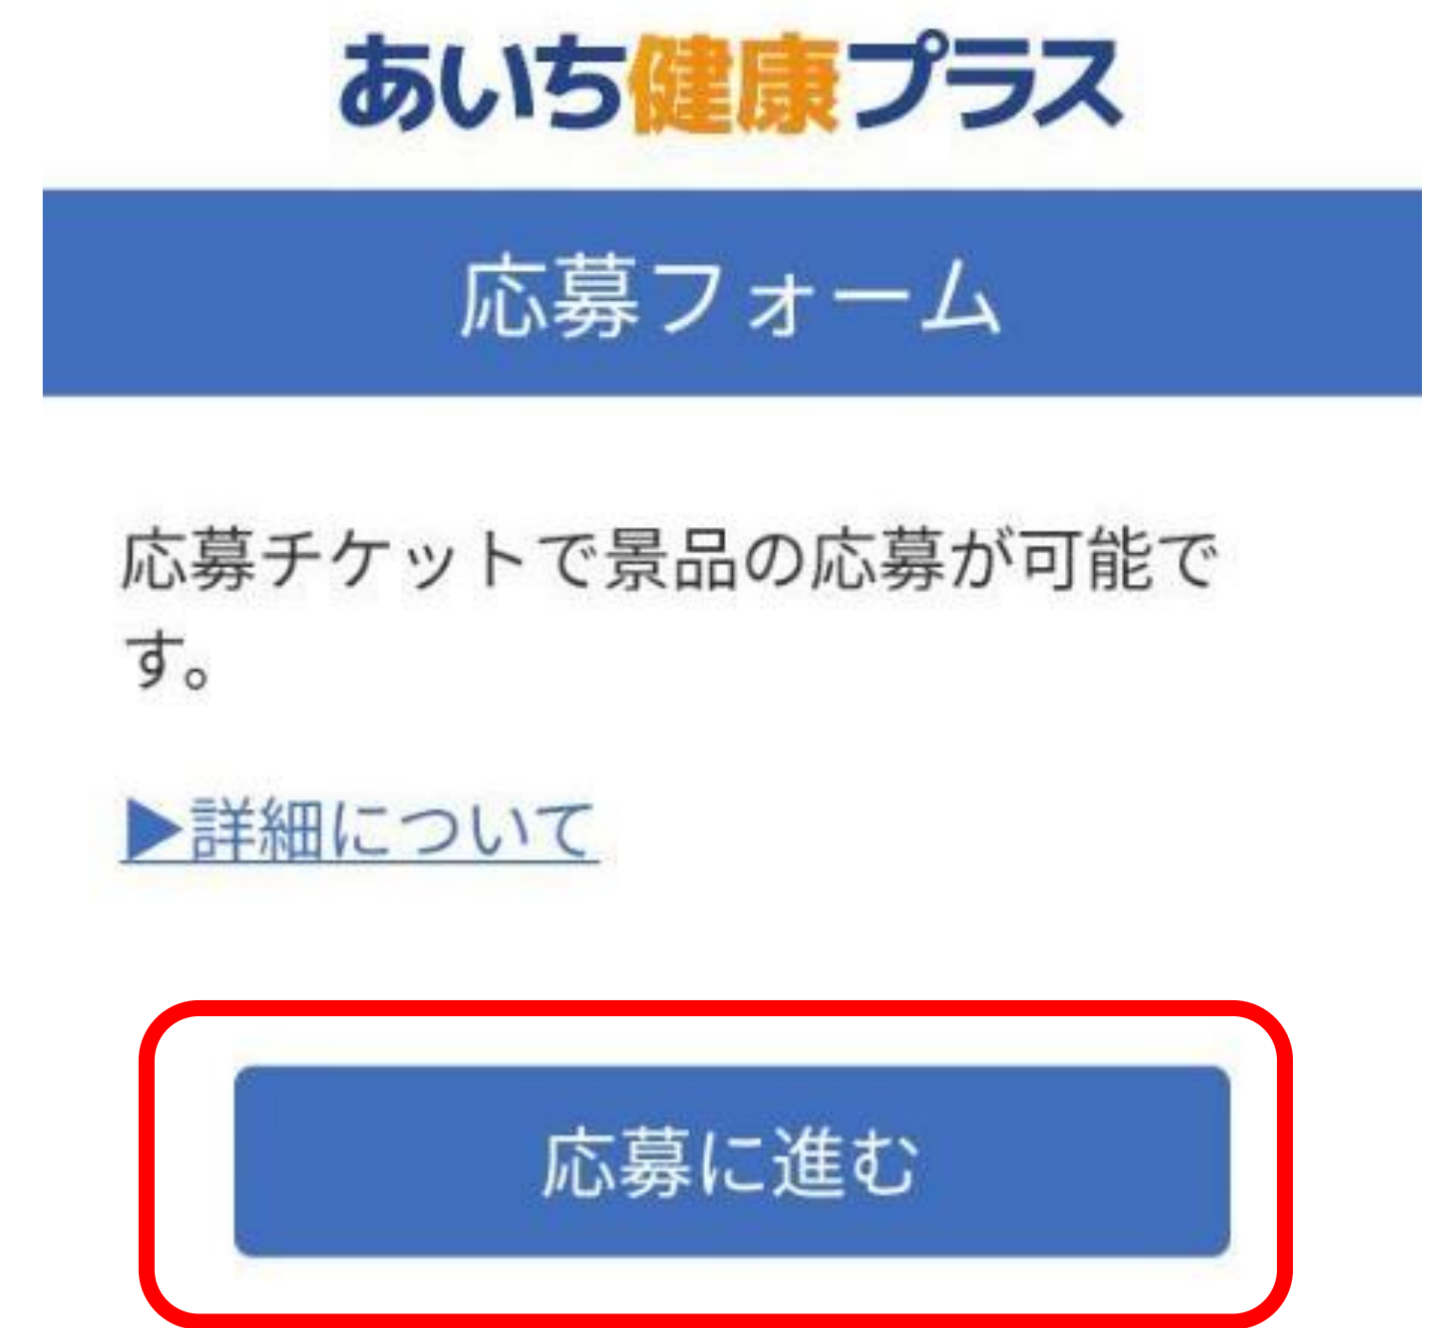 あいち健康プラス
応募フォーム
応募チケットで景品の応募が可能で
す。
▶詳細について
応募に進む